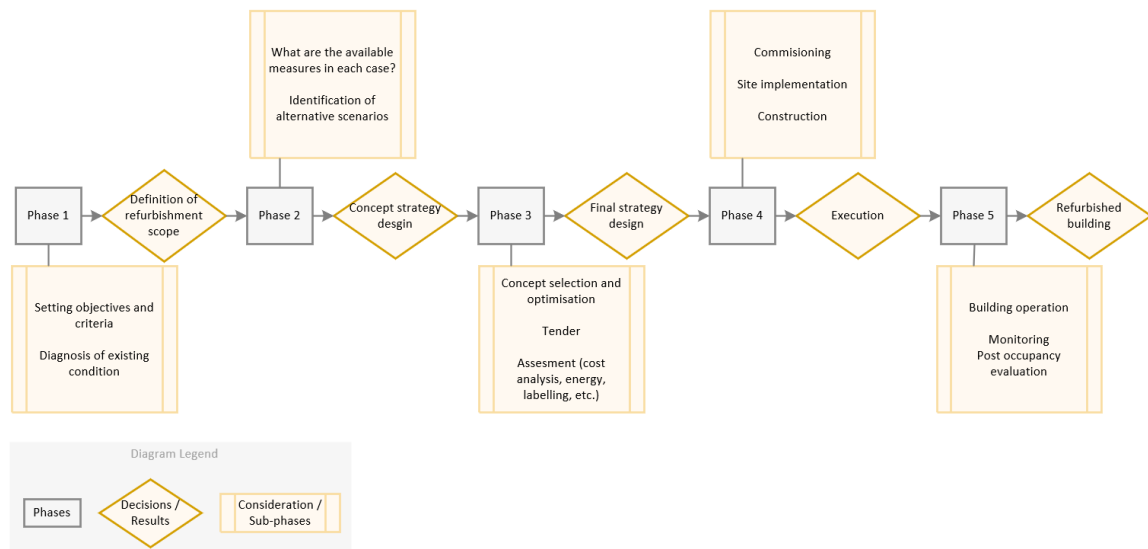 What are the available
measures in each case?
Identification of
alternative scenarios
Commisioning
Site implementation
Construction
Phase 1
Definition of
refurbishment
scope
Phase 2
Concept strategy
desgin
Phase 3
Final strategy
design
Phase 4
Execution
Phase 5
Refurbished
building
Setting objectives and
criteria
Diagnosis of existing
condition
Concept selection and
optimisation
Tender
Assesment (cost
analysis, energy,
labelling, etc.)
Building operation
Monitoring
Post occupancy
evaluation
Diagram Legend
Phases
Decisions /
Results
Consideration /
Sub-phases